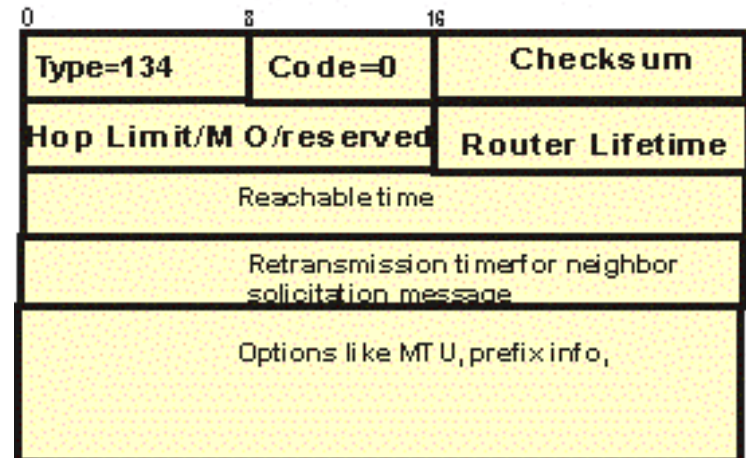 0 8 16
Type=134 Code=0 Checksum
Hop Limit/M O/reserved Router Lifetime
Reachable time
Retransmission timerfor neighbor
solicitation message
Options like MTU, prefix info,